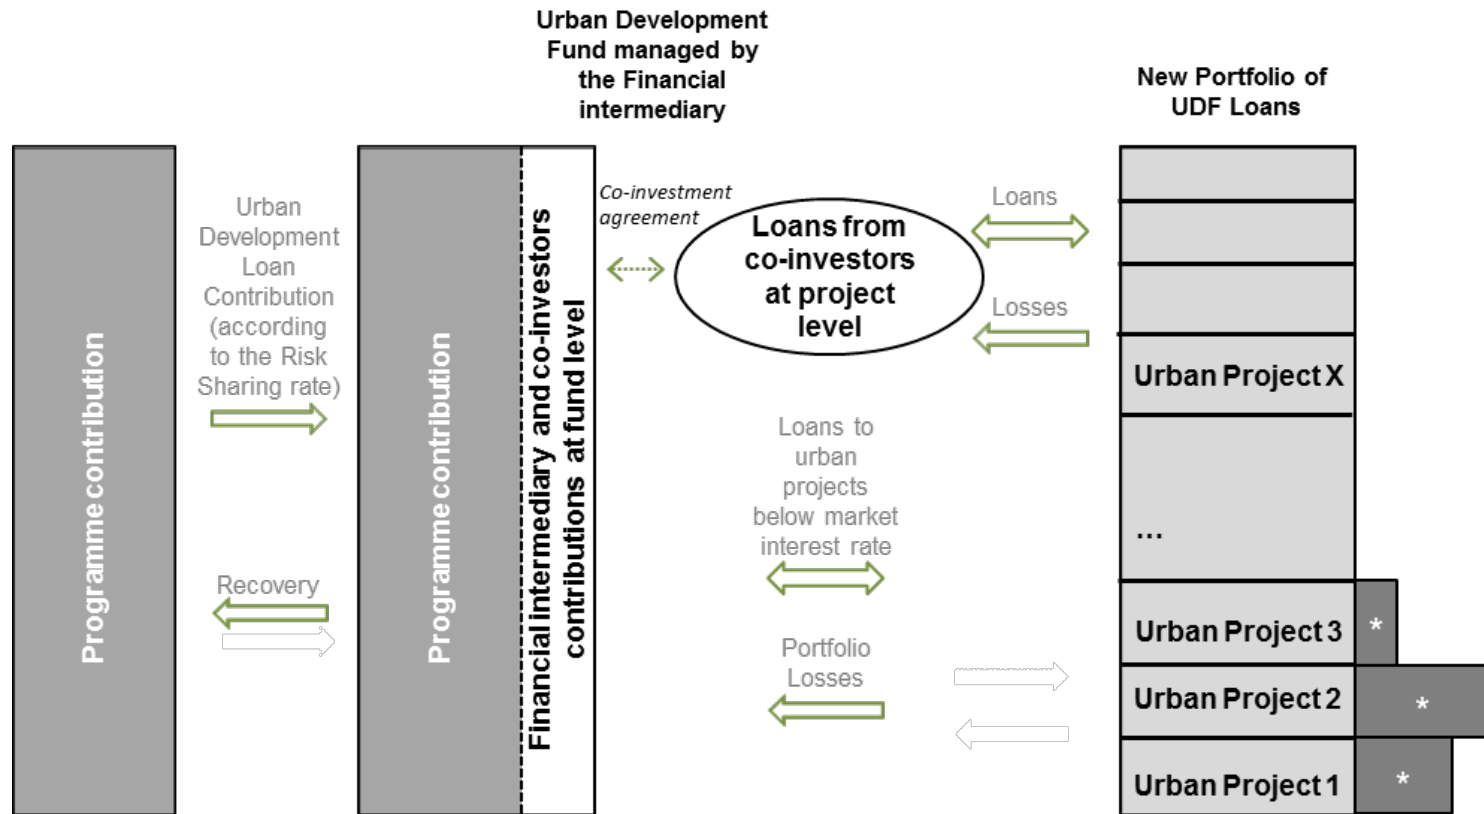 Urban Development
Fund managed by
the Financial
intermediary
New Portfolio of
UDF Loans
Programme contribution
Urban
Development
Loan
Contribution
(according
to the Risk
Sharing rate)
Recovery
Programme contribution
Financial intermediary and co-investors
contributions at fund level
Co-investment
agreement
Loans from
co-investors
at project
level
Loans
Losses
Loans to
urban
projects
below market
interest rate
Portfolio
Losses
Urban Project X
...
Urban Project 3
*
Urban Project 2
*
Urban Project 1
*